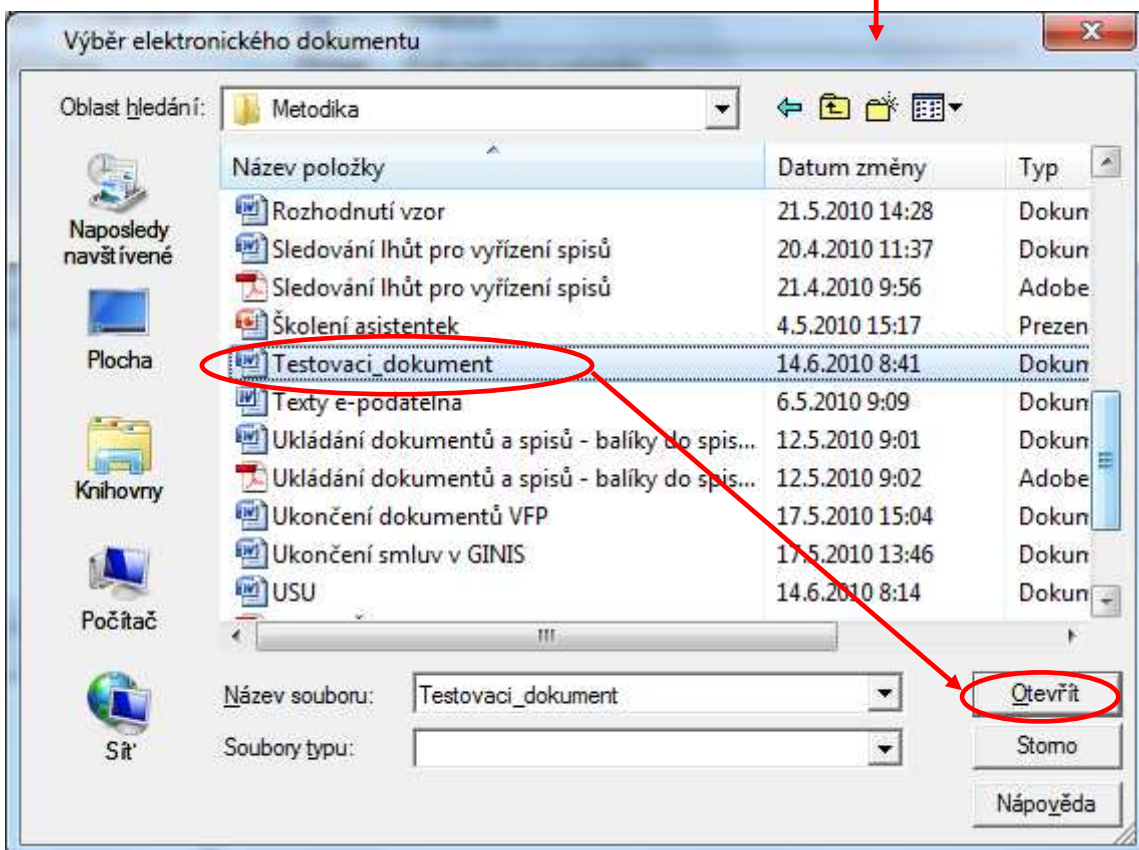 Výběr elektronického dokumentu
Oblast hledání: Metodika
Název položky Datum změny Typ
Rozhodnutí vzor 21.5.2010 14:28 Dokum
Sledování lhůt pro vyřízení spisů 20.4.2010 11:37 Dokum
Sledování lhůt pro vyřízení spisů 21.4.2010 9:56 Adobe
Školení asistentek 4.5.2010 15:17 Prezen
Testovaci_dokument 14.6.2010 8:41 Dokum
Texty e-podatelna 6.5.2010 9:09 Dokum
Ukládání dokumentů a spisů - balíky do spis... 12.5.2010 9:01 Dokum
Ukládání dokumentů a spisů - balíky do spis... 12.5.2010 9:02 Adobe
Ukončení dokumentů VFP 17.5.2010 15:04 Dokum
Ukončení smluv v GINIS 17.5.2010 13:46 Dokum
USU 14.6.2010 8:14 Dokum
Naposledy
navštívené
Plocha
Knihovny
Počítač
Síť
Název souboru: Testovaci_dokument Otevřít
Soubory typu: Storno
Nápověda